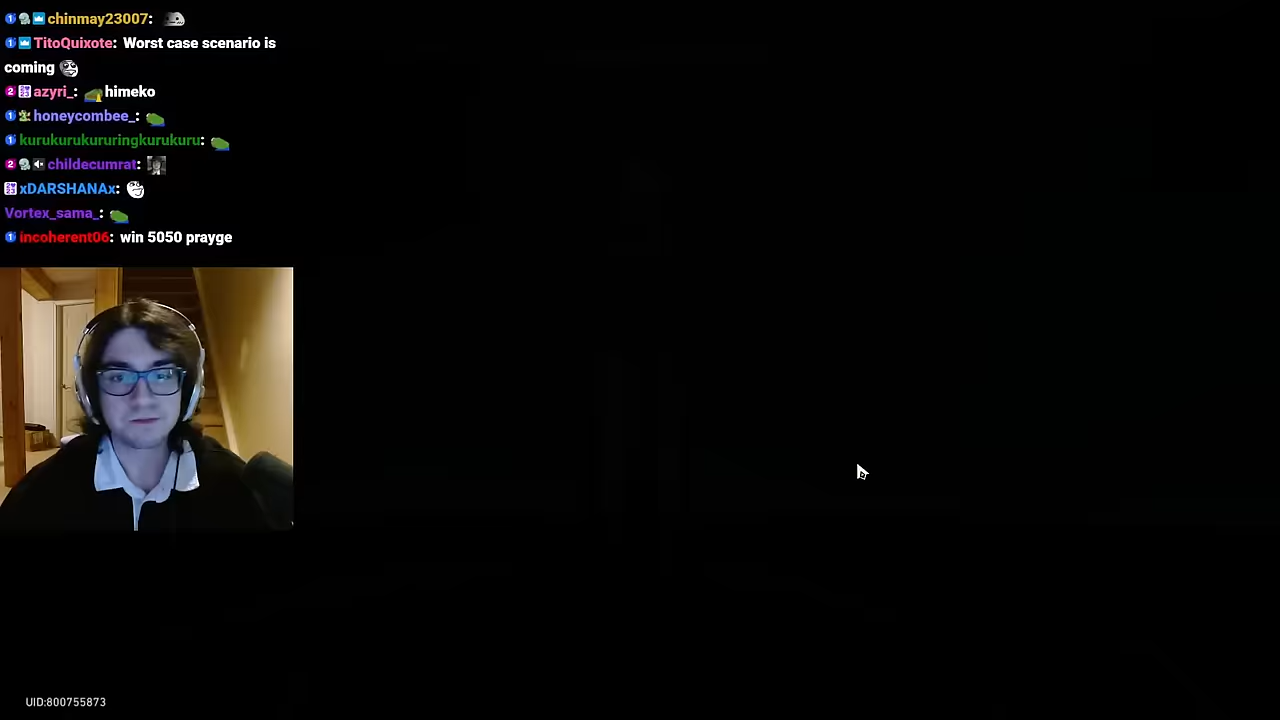 chinmay23007:
TitoQuixote: Worst case scenario is
coming
azyri_: himeko
honeycombee_:
kurukurukururingkurukuru:
childecumrat:
xDARSHANAx:
Vortex_sama_:
incoherent06: win 5050 prayge
UID:800755873